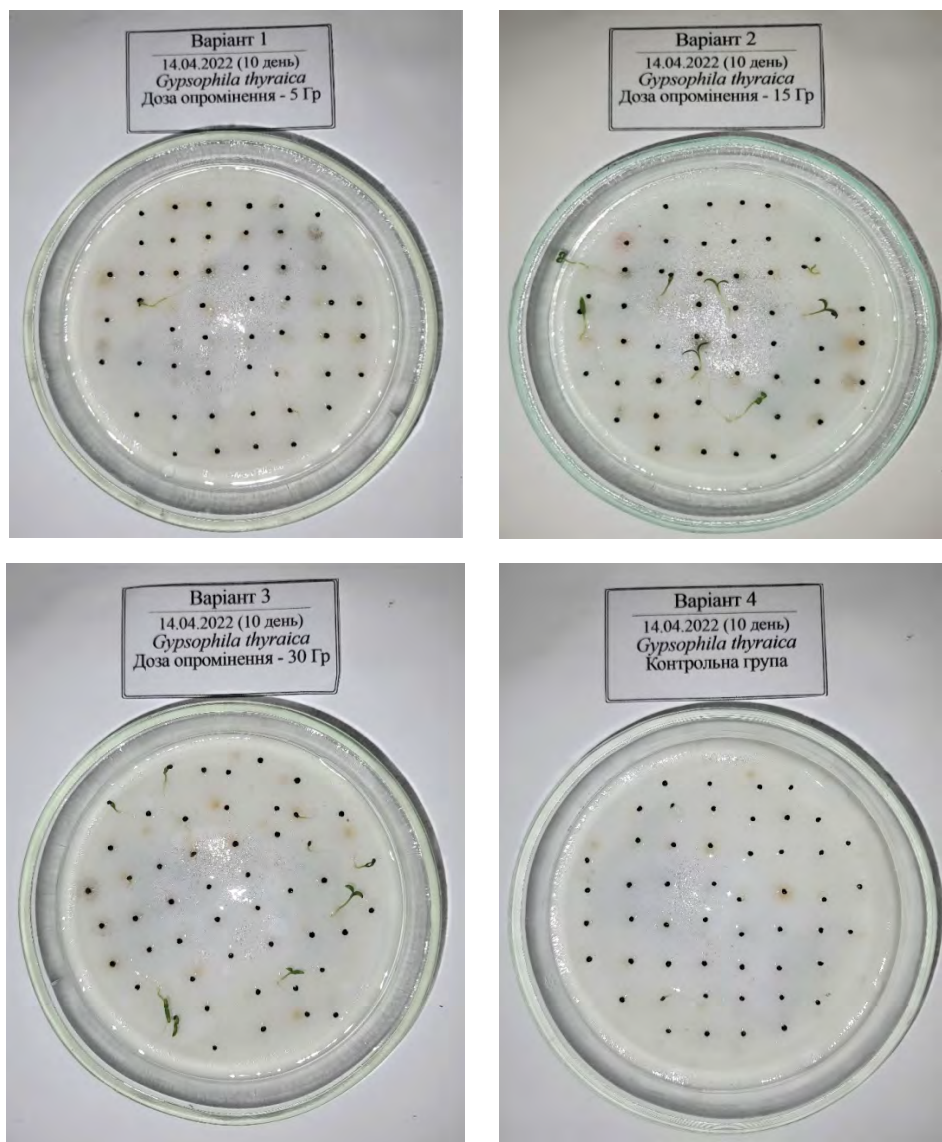 Варіант 1
14.04.2022 (10 день)
Gypsophila thyraica
Доза опромінення - 5 Гр
Варіант 2
14.04.2022 (10 день)
Gypsophila thyraica
Доза опромінення - 15 Гр
Варіант 3
14.04.2022 (10 день)
Gypsophila thyraica
Доза опромінення - 30 Гр
Варіант 4
14.04.2022 (10 день)
Gypsophila thyraica
Контрольна група